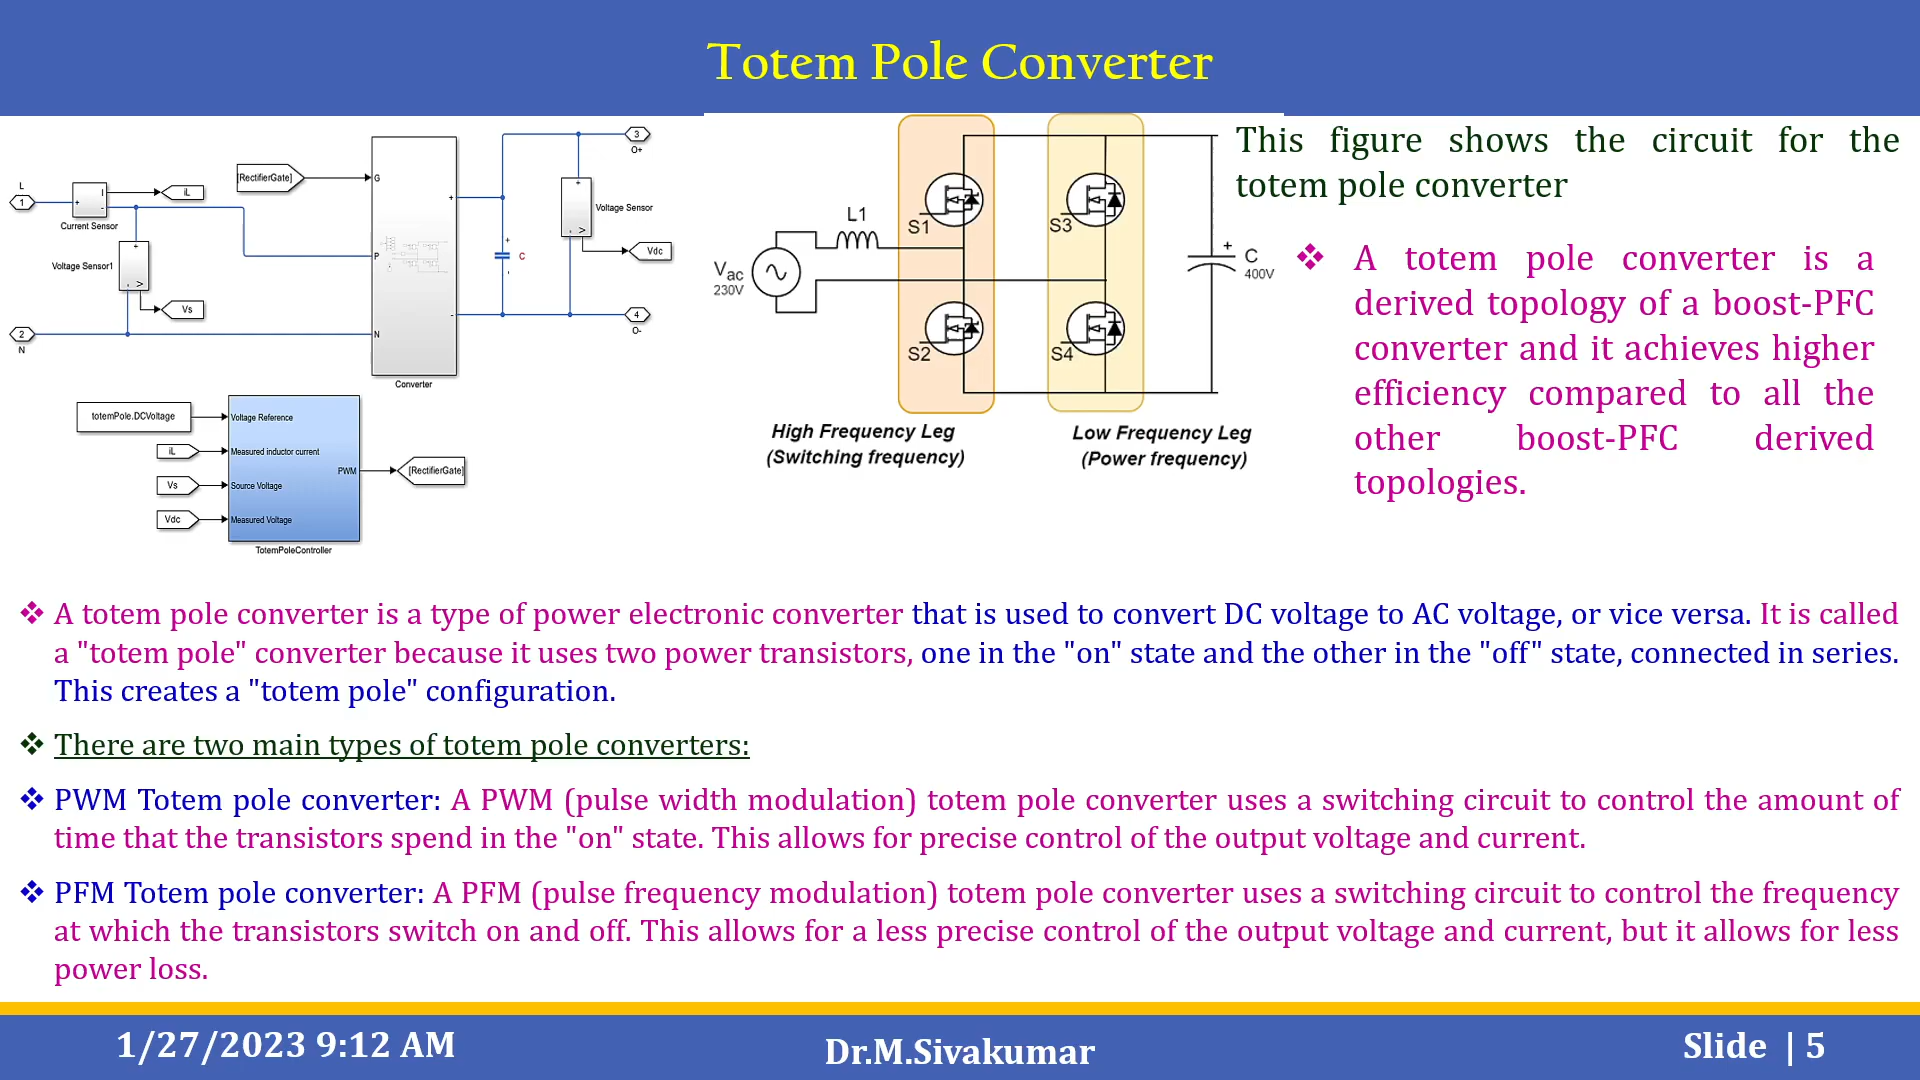 Totem Pole Converter
L
1
+
I
-
Current Sensor
iL
[RectifierGate]
G
P
N
+
-
Converter
+
- >
Voltage Sensor1
Vs
2
N
+
C
+
- >
Voltage Sensor
Vdc
3
O+
4
O-
totemPole.DCVoltage
iL
Vs
Vdc
Voltage Reference
Measured inductor current
Source Voltage
Measured Voltage
PWM
[RectifierGate]
TotemPoleController
Vac
230V
L1
S1
S2
S3
S4
+
C
400V
High Frequency Leg
(Switching frequency)
Low Frequency Leg
(Power frequency)
This figure shows the circuit for the
totem pole converter
❖ A totem pole converter is a
derived topology of a boost-PFC
converter and it achieves higher
efficiency compared to all the
other boost-PFC derived
topologies.
❖ A totem pole converter is a type of power electronic converter that is used to convert DC voltage to AC voltage, or vice versa. It is called
a "totem pole" converter because it uses two power transistors, one in the "on" state and the other in the "off" state, connected in series.
This creates a "totem pole" configuration.
❖ There are two main types of totem pole converters:
❖ PWM Totem pole converter: A PWM (pulse width modulation) totem pole converter uses a switching circuit to control the amount of
time that the transistors spend in the "on" state. This allows for precise control of the output voltage and current.
❖ PFM Totem pole converter: A PFM (pulse frequency modulation) totem pole converter uses a switching circuit to control the frequency
at which the transistors switch on and off. This allows for a less precise control of the output voltage and current, but it allows for less
power loss.
1/27/2023 9:12 AM
Dr.M.Sivakumar
Slide | 5